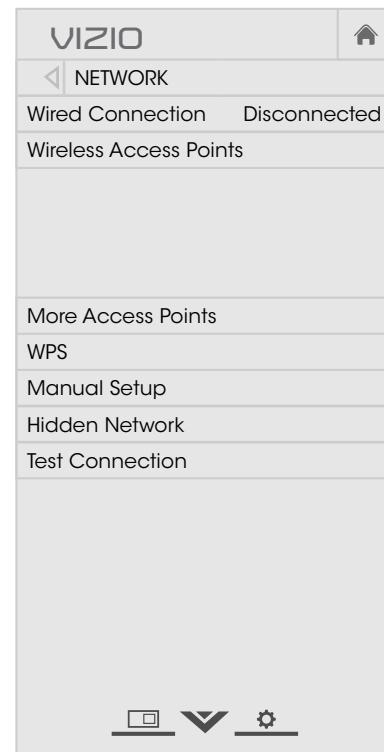 VIZIO
NETWORK
Wired Connection Disconnected
Wireless Access Points
More Access Points
WPS
Manual Setup
Hidden Network
Test Connection